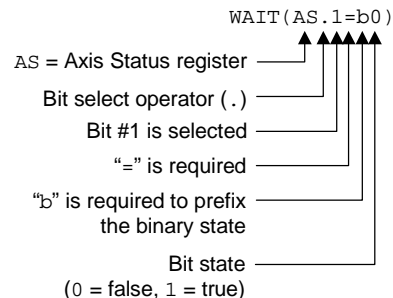 WAIT(AS.1=b0)
AS = Axis Status register
Bit select operator (.)
Bit #1 is selected
“=” is required
“b” is required to prefix
the binary state
Bit state
(0 = false, 1 = true)